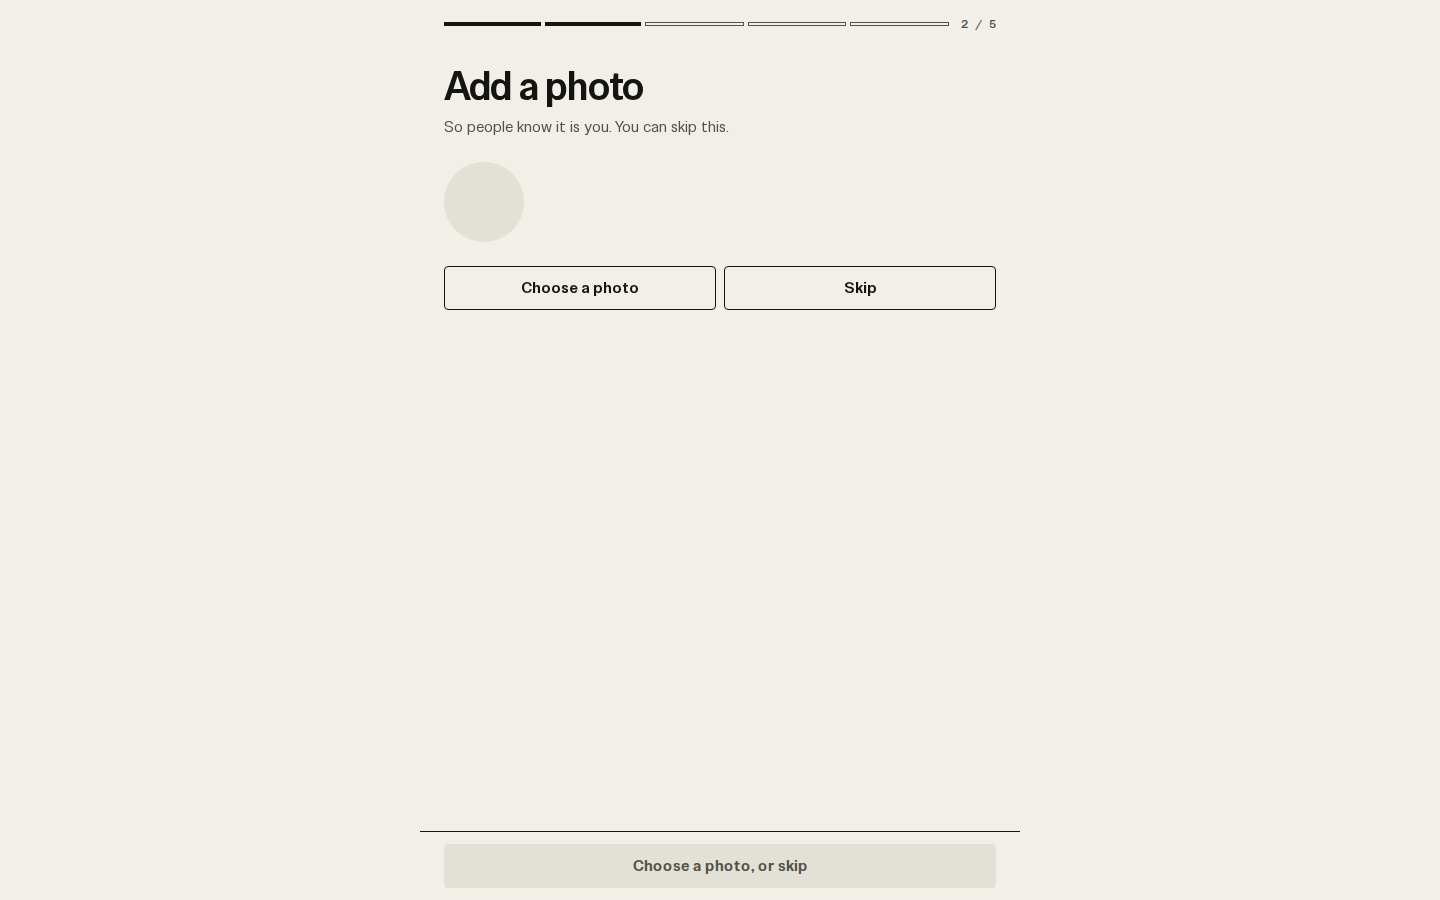 2 / 5
Add a photo
So people know it is you. You can skip this.
Choose a photo
Skip
Choose a photo, or skip